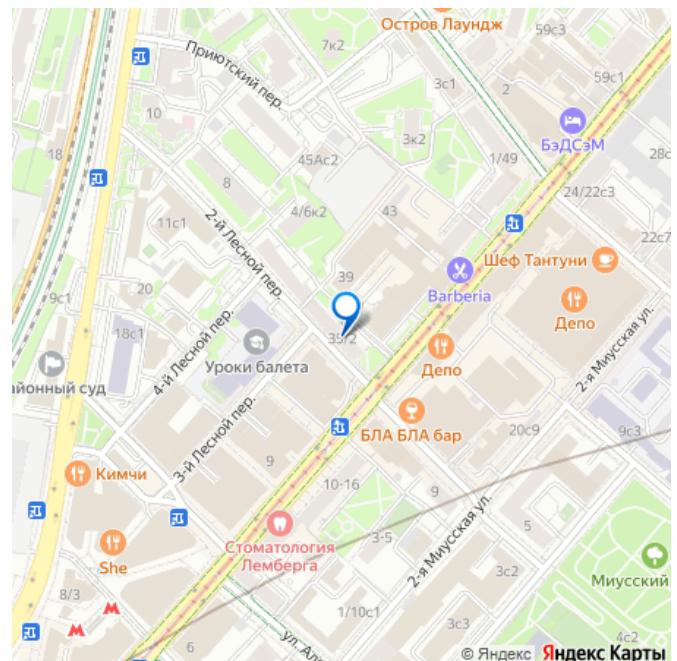 Остров Лаундж
59с3
7к2
Приютский пер.
3с1
2
59с1
БэДСэМ
10
3к2
18
45Ас2
1/49
28с
8
24/22с3
4/6к2
43
11с1
2-й Лесной пер.
22с7
Шеф Тантуни
39
Barberia
9с1
20
Депо
18с1
4-й Лесной пер.
35/2
2-я Миусская ул.
Уроки балета
Депо
айонный суд
3-й Лесной пер.
БЛА БЛА бар
20с9
9с3
Кимчи
9
10-16
9
5
Стоматология
Лемберга
3-5
2-я Миусская ул.
She
3с2
Миусский
8/3
1/10с1
3с3
4с2
6
ул. Ал
© Яндекс Яндекс Карты